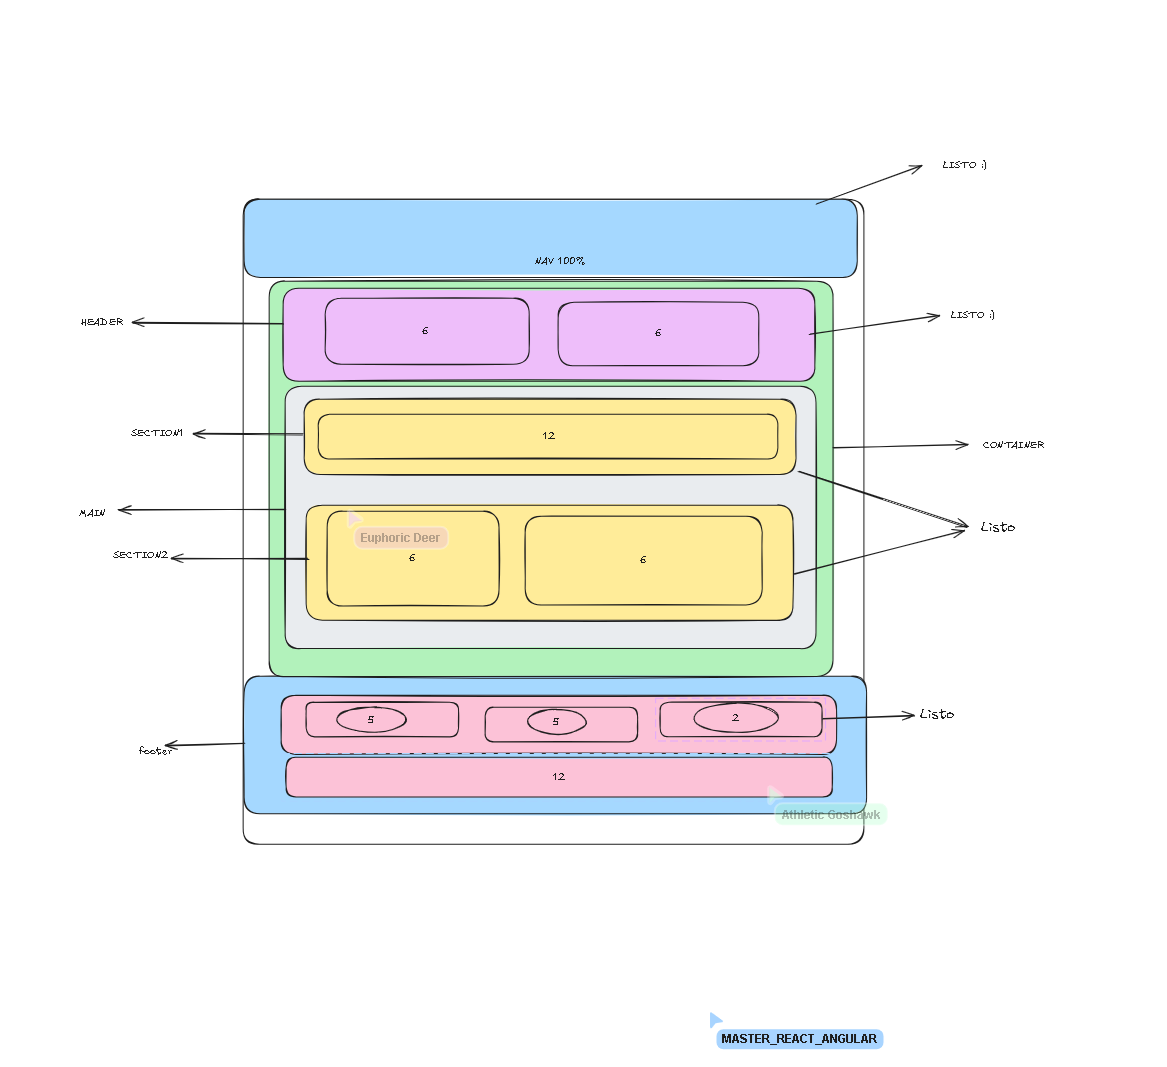 LISTO :)
NAV 100%
HEADER
6
6
LISTO :)
SECTION1
12
CONTAINER
MAIN
Listo
Euphoric Deer
SECTION2
6
6
5
5
2
Listo
footer
12
Athletic Goshawk
MASTER_REACT_ANGULAR